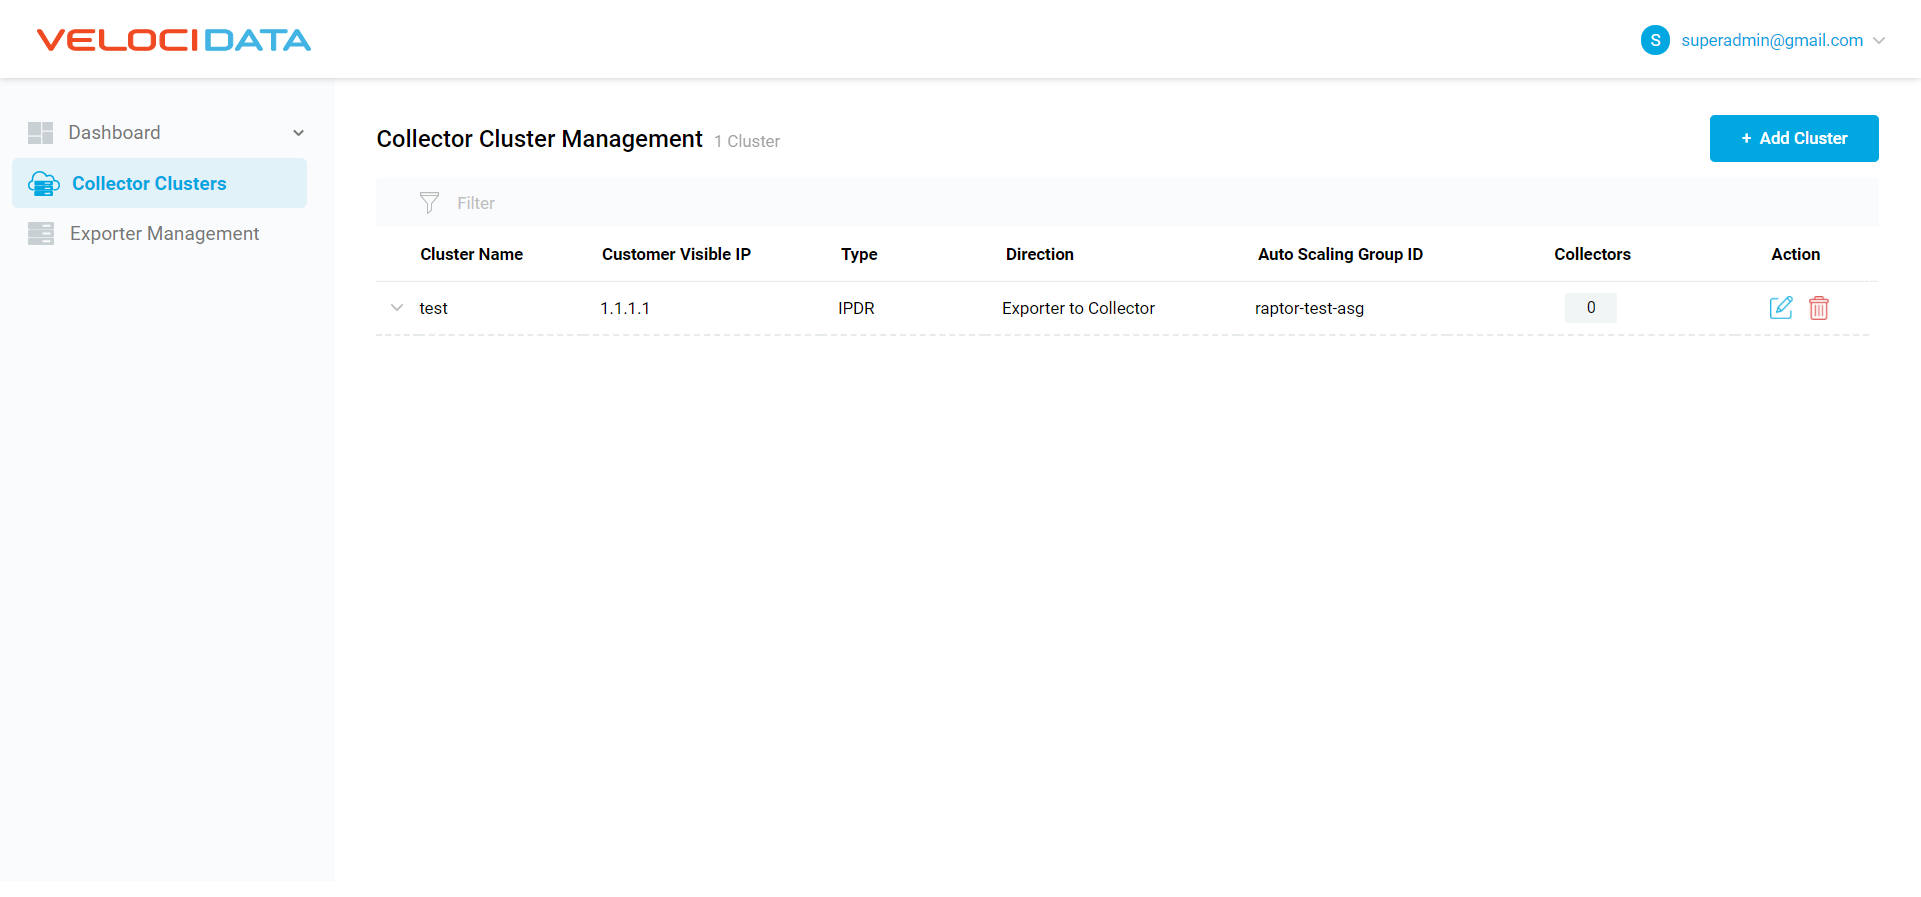 VELOCIDATA
S superadmin@gmail.com
Dashboard
Collector Clusters
Exporter Management
Collector Cluster Management 1 Cluster
+ Add Cluster
Filter
Cluster Name Customer Visible IP Type Direction Auto Scaling Group ID Collectors Action
test 1.1.1.1 IPDR Exporter to Collector raptor-test-asg 0